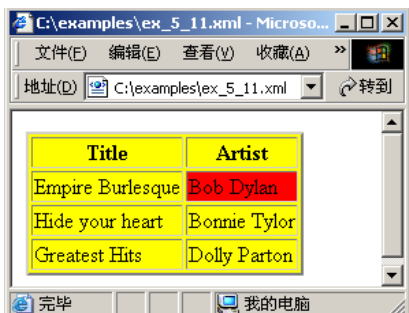 C:\examples\ex_5_11.xml - Microso...
文件(F) 编辑(E) 查看(V) 收藏(A) »
地址(D) C:\examples\ex_5_11.xml 转到
Title Artist
Empire Burlesque Bob Dylan
Hide your heart Bonnie Tylor
Greatest Hits Dolly Parton
完毕 我的电脑